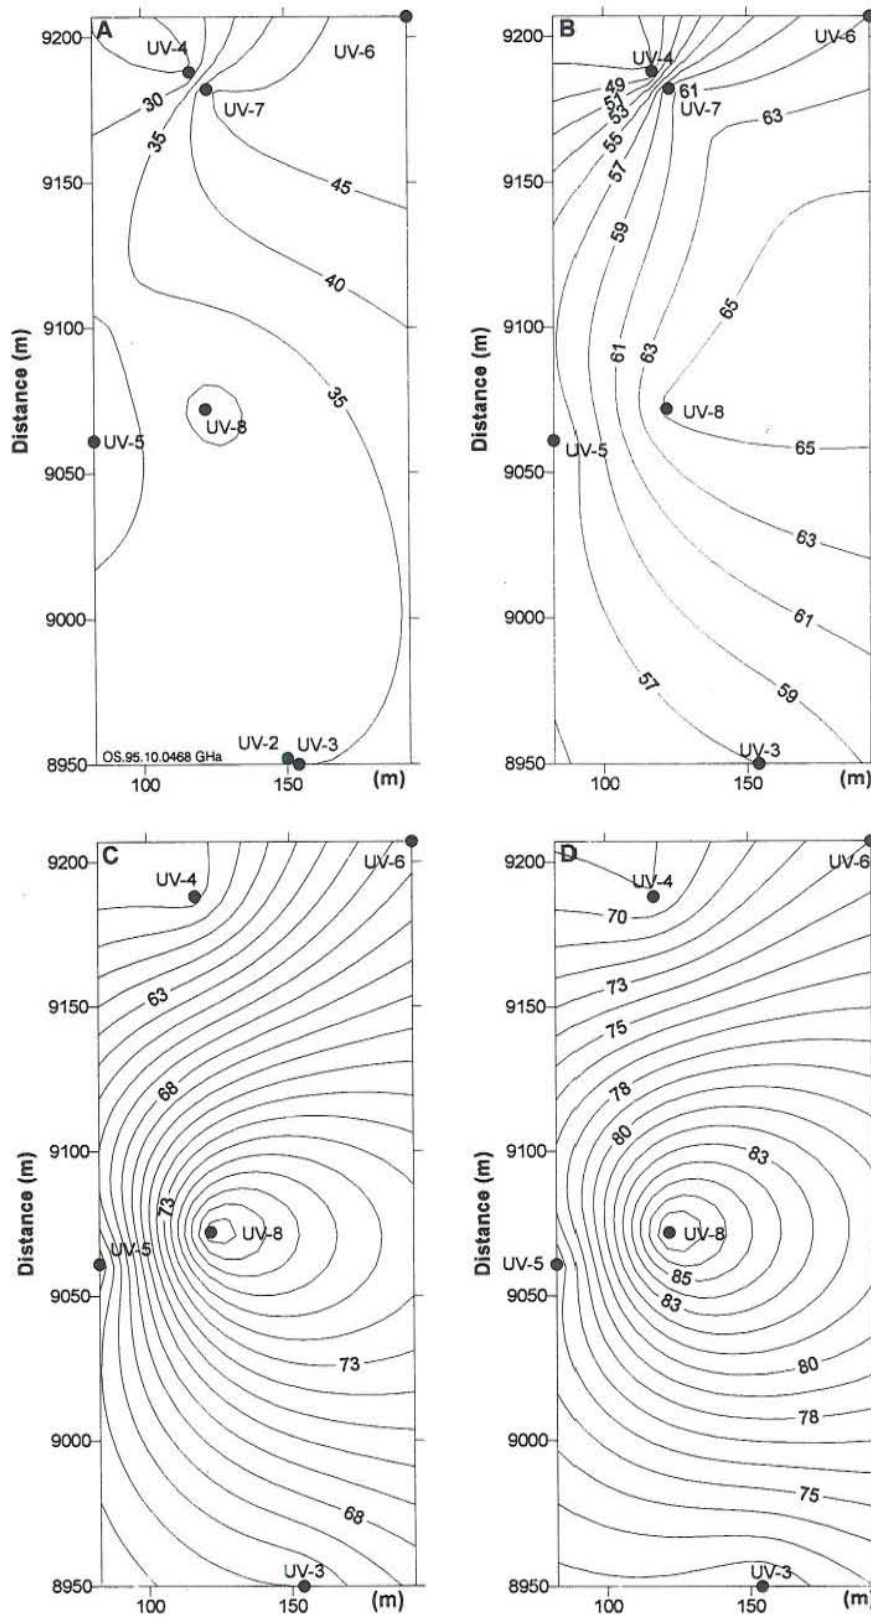 A
9200
UV-4
UV-6
UV-7
30
35
9150
45
40
9100
35
Distance (m)
UV-8
UV-5
9050
9000
UV-2
UV-3
8950
OS.95.10.0468 GHa
100
150
(m)
B
9200
UV-6
UV-4
49
61
51
UV-7
53
63
55
9150
57
59
65
9100
61
63
Distance (m)
UV-8
UV-5
65
9050
63
9000
61
57
59
UV-3
8950
100
150
(m)
C
9200
UV-6
UV-4
9150
63
68
9100
Distance (m)
73
UV-8
UV-5
9050
73
9000
68
UV-3
8950
100
150
(m)
D
9200
UV-6
UV-4
70
73
9150
75
78
80
9100
83
Distance (m)
UV-8
UV-5
85
9050
83
80
78
9000
75
UV-3
8950
100
150
(m)